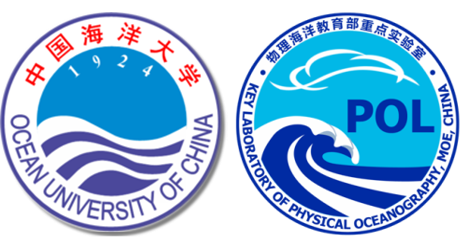 中国海洋大学
1924
OCEAN UNIVERSITY OF CHINA
·物理海洋教育部重点实验室·
POL
KEY LABORATORY OF PHYSICAL OCEANOGRAPHY, MOE, CHINA